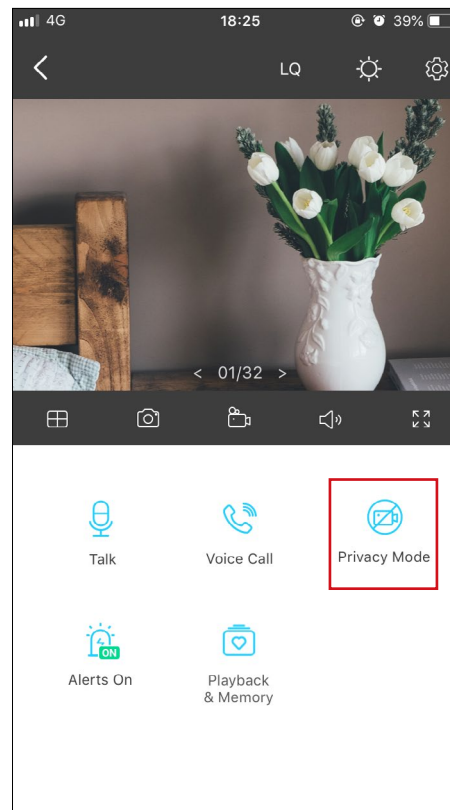 4G 18:25 39%
LQ
< 01/32 >
Talk Voice Call Privacy Mode
ON
Alerts On Playback
& Memory